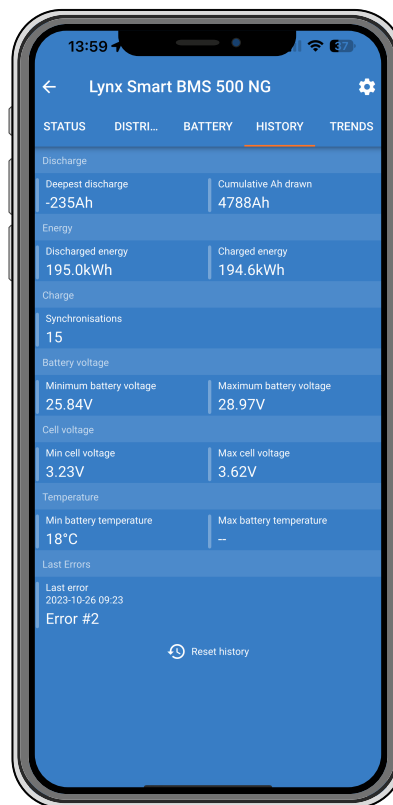 13:59 37
Lynx Smart BMS 500 NG
STATUS DISTRI... BATTERY HISTORY TRENDS
Discharge
Deepest discharge Cumulative Ah drawn
-235Ah 4788Ah
Energy
Discharged energy Charged energy
195.0kWh 194.6kWh
Charge
Synchronisations
15
Battery voltage
Minimum battery voltage Maximum battery voltage
25.84V 28.97V
Cell voltage
Min cell voltage Max cell voltage
3.23V 3.62V
Temperature
Min battery temperature Max battery temperature
18°C --
Last Errors
Last error
2023-10-26 09:23
Error #2
Reset history